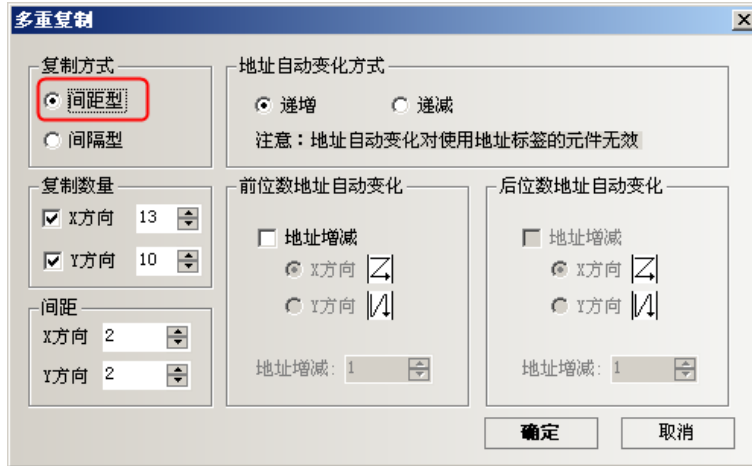 多重复制
复制方式
间距型
间隔型
地址自动变化方式
递增 递减
注意：地址自动变化对使用地址标签的元件无效
复制数量
X方向 13
Y方向 10
间距
X方向 2
Y方向 2
前位数地址自动变化
地址增减
X方向
Y方向
地址增减: 1
后位数地址自动变化
地址增减
X方向
Y方向
地址增减: 1
确定 取消